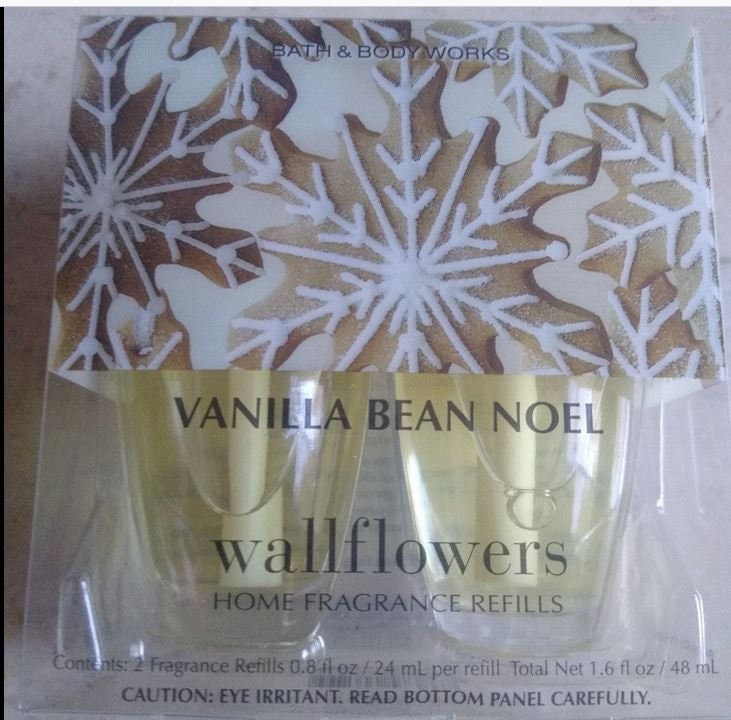 BATH & BODY WORKS
VANILLA BEAN NOEL
wallflowers
HOME FRAGRANCE REFILLS
Contents: 2 Fragrance Refills 0.8 fl oz / 24 mL per refill Total Net 1.6 fl oz / 48 mL
CAUTION: EYE IRRITANT. READ BOTTOM PANEL CAREFULLY.